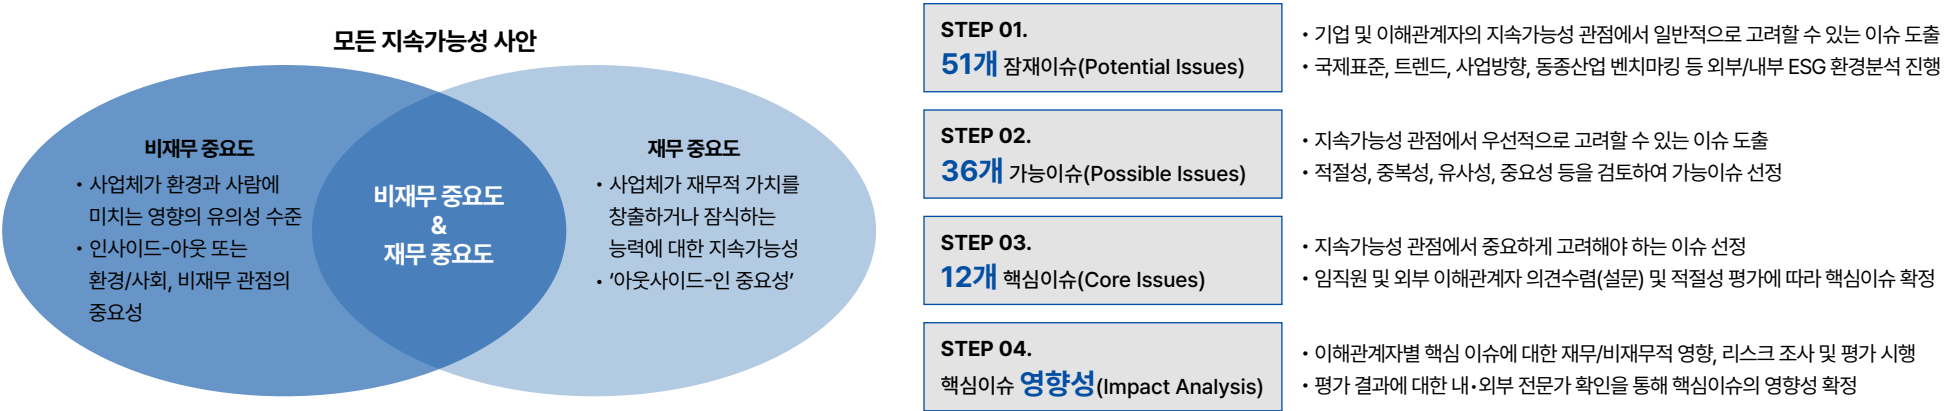 모든 지속가능성 사안
비재무 중요도
• 사업체가 환경과 사람에
미치는 영향의 유의성 수준
• 인사이드-아웃 또는
환경/사회, 비재무 관점의
중요성
비재무 중요도
&
재무 중요도
재무 중요도
• 사업체가 재무적 가치를
창출하거나 잠식하는
능력에 대한 지속가능성
• ‘아웃사이드-인 중요성’
STEP 01.
51개 잠재이슈(Potential Issues)
• 기업 및 이해관계자의 지속가능성 관점에서 일반적으로 고려할 수 있는 이슈 도출
• 국제표준, 트렌드, 사업방향, 동종산업 벤치마킹 등 외부/내부 ESG 환경분석 진행
STEP 02.
36개 가능이슈(Possible Issues)
• 지속가능성 관점에서 우선적으로 고려할 수 있는 이슈 도출
• 적절성, 중복성, 유사성, 중요성 등을 검토하여 가능이슈 선정
STEP 03.
12개 핵심이슈(Core Issues)
• 지속가능성 관점에서 중요하게 고려해야 하는 이슈 선정
• 임직원 및 외부 이해관계자 의견수렴(설문) 및 적절성 평가에 따라 핵심이슈 확정
STEP 04.
핵심이슈 영향성(Impact Analysis)
• 이해관계자별 핵심 이슈에 대한 재무/비재무적 영향, 리스크 조사 및 평가 시행
• 평가 결과에 대한 내•외부 전문가 확인을 통해 핵심이슈의 영향성 확정